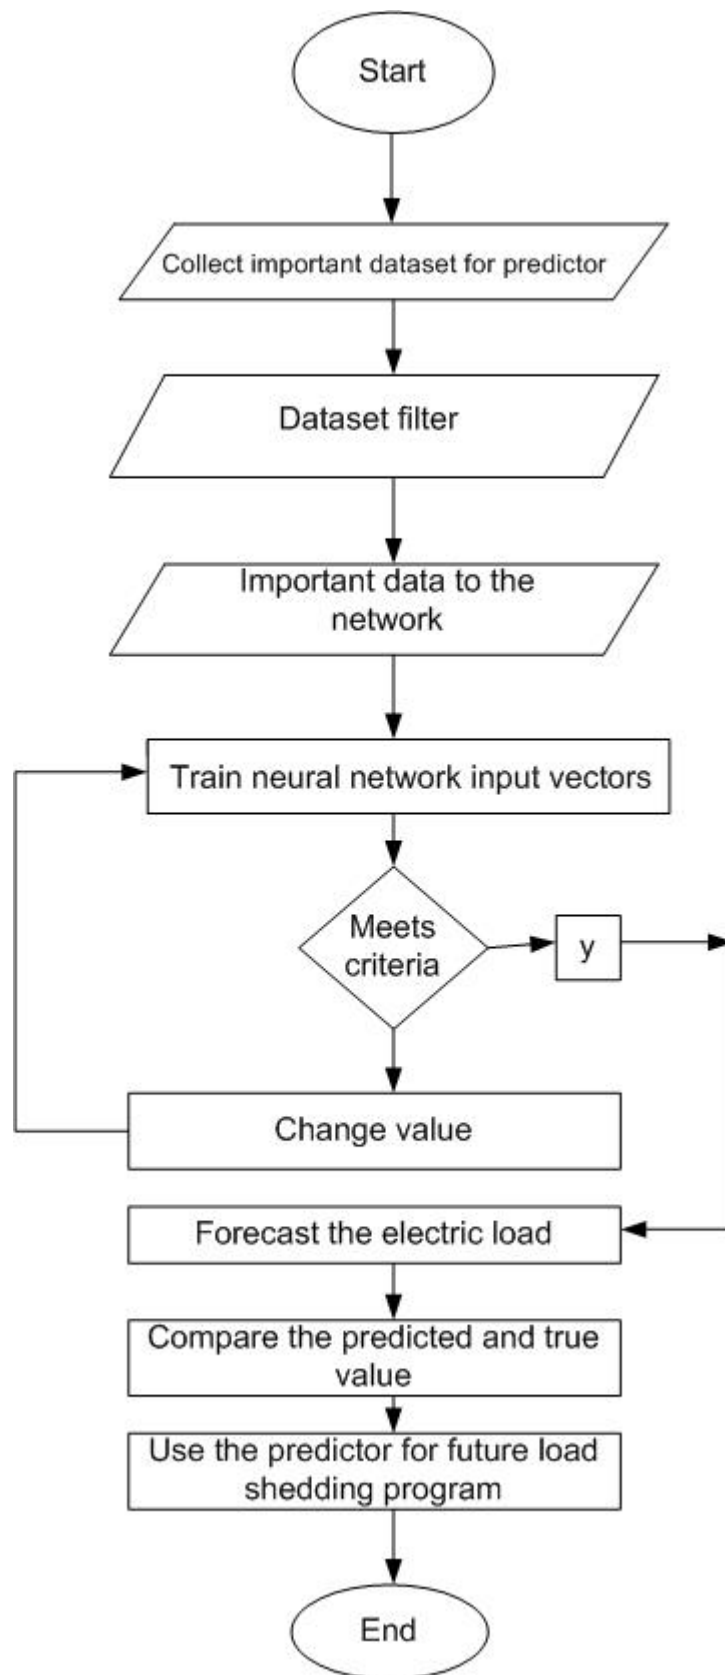 Start
Collect important dataset for predictor
Dataset filter
Important data to the
network
Train neural network input vectors
Meets
criteria
y
Change value
Forecast the electric load
Compare the predicted and true
value
Use the predictor for future load
shedding program
End